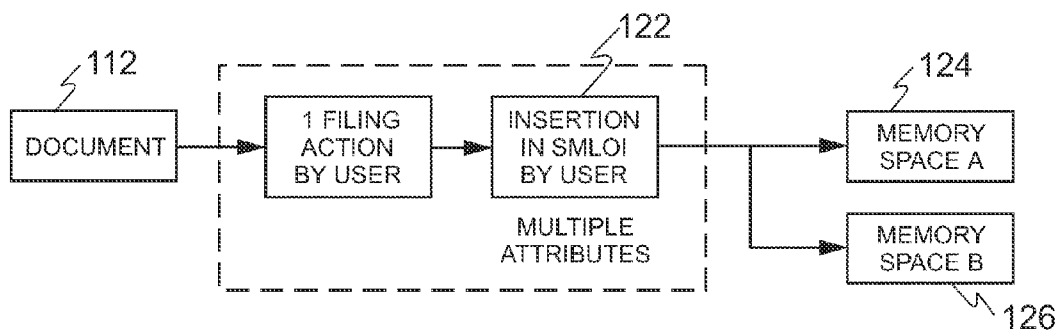 112
122
124
DOCUMENT
1 FILING
ACTION
BY USER
INSERTION
IN SMLOI
BY USER
MULTIPLE
ATTRIBUTES
MEMORY
SPACE A
MEMORY
SPACE B
126